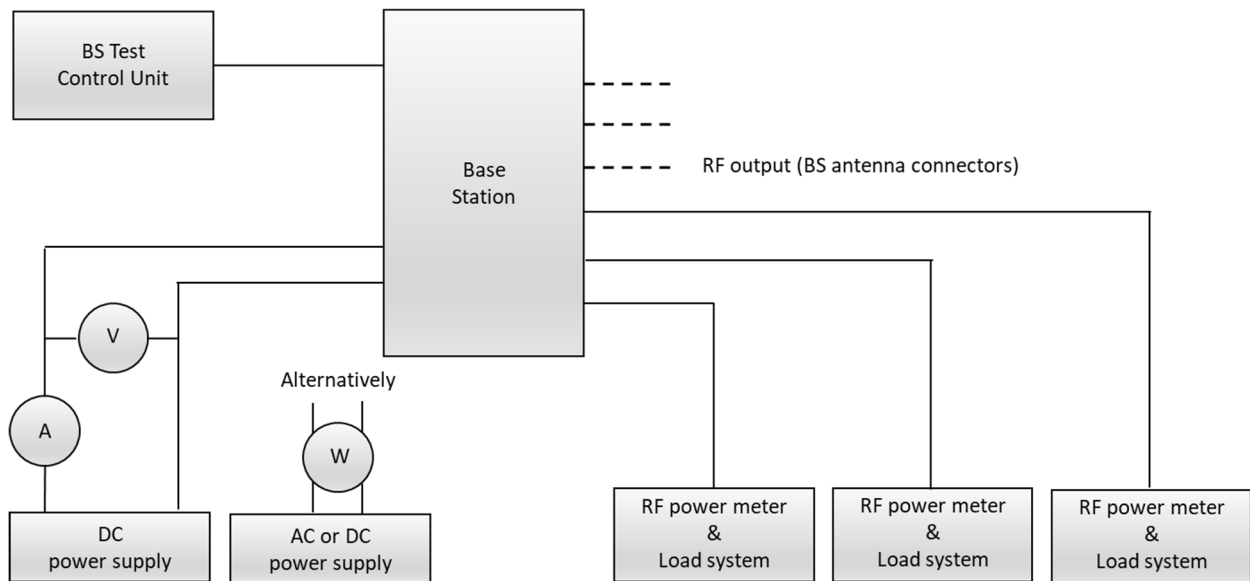 BS Test
Control Unit
Base
Station
RF output (BS antenna connectors)
V
Alternatively
A
W
DC
power supply
AC or DC
power supply
RF power meter
&
Load system
RF power meter
&
Load system
RF power meter
&
Load system